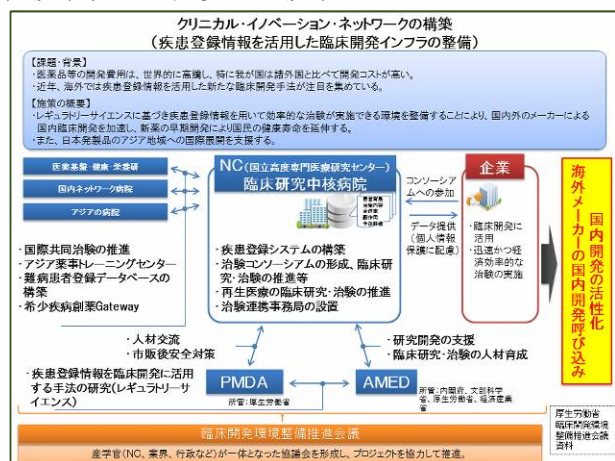 クリニカル・イノベーション・ネットワークの構築
(疾患登録情報を活用した臨床開発インフラの整備)
【課題・背景】
・医薬品等の開発費用は、世界的に高騰し、特に我が国は諸外国と比べて開発コストが高い。
・近年、海外では疾患登録情報を活用した新たな臨床開発手法が注目を集めている。
【施策の概要】
・レギュラトリーサイエンスに基づき疾患登録情報を用いて効率的な治験が実施できる環境を整備することにより、国内外のメーカーによる
国内臨床開発を加速し、新薬の早期開発により国民の健康寿命を延伸する。
・また、日本発製品のアジア地域への国際展開を支援する。
医薬基盤・健康・栄養研
国内ネットワーク病院
アジアの病院
・国際共同治験の推進
・アジア薬事トレーニングセンター
・難病患者登録データベースの
構築
・希少疾病創薬Gateway
NC(国立高度専門医療研究センター)
臨床研究中核病院
・疾患登録システムの構築
・治験コンソーシアムの形成、臨床研
究・治験の推進等
・再生医療の臨床研究・治験の推進
・治験連携事務局の設置
コンソーシ
アムへの参加
データ提供
(個人情報
保護に配慮)
企業
・臨床開発に
活用
・迅速かつ経
済効率的な
治験の実施
国内開発の活性化
海外メーカーの国内開発呼び込み
・人材交流
・市販後安全対策
・研究開発の支援
・臨床研究・治験の人材育成
・疾患登録情報を臨床開発に活
用する手法の研究(レギュラトリーサ
イエンス)
PMDA
所管:厚生労働省
AMED
所管:内閣府、文部科学
省、厚生労働省、経済産業
省
臨床開発環境整備推進会議
産学官(NC、業界、行政など)が一体となった協議会を形成し、プロジェクトを協力して推進。
厚生労働省
臨床開発環境
整備推進会議
資料